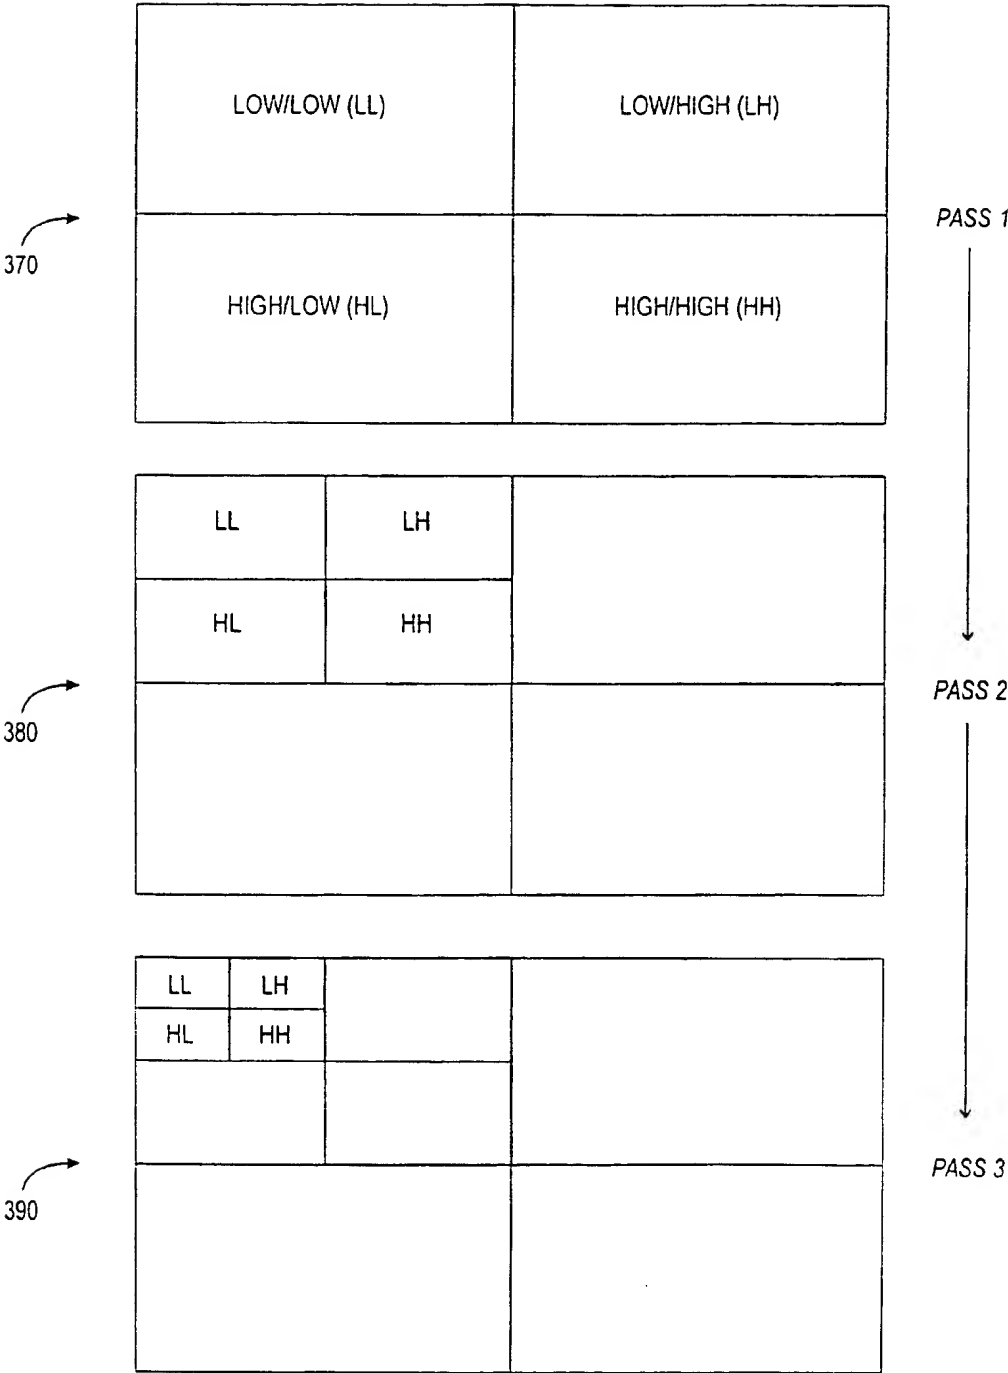 LOW/LOW (LL)
LOW/HIGH (LH)
370
PASS 1
HIGH/LOW (HL)
HIGH/HIGH (HH)
LL
LH
HL
HH
380
PASS 2
LL
LH
HL
HH
390
PASS 3